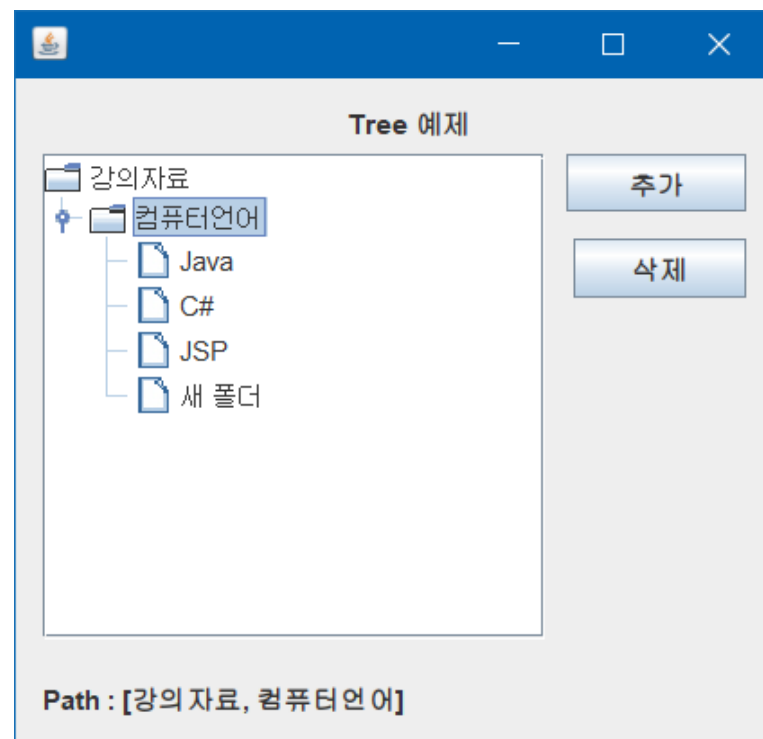 Tree 예제
강의자료
컴퓨터언어
Java
C#
JSP
새 폴더
추가
삭제
Path : [강의자료, 컴퓨터언어]